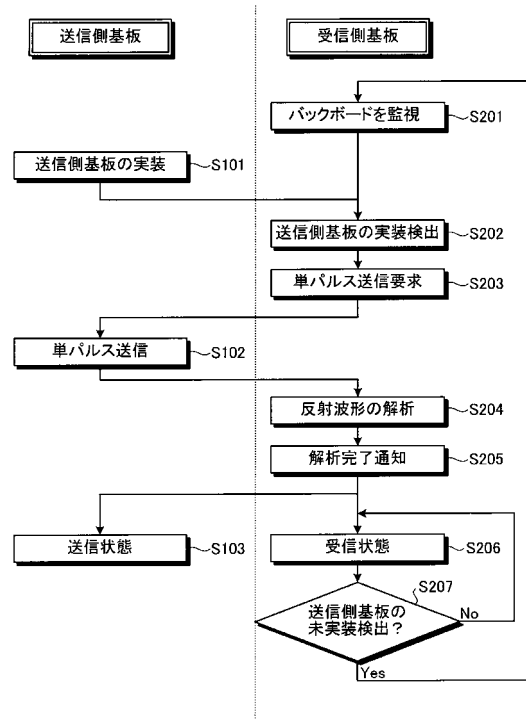 送信側基板
受信側基板
バックボードを監視
S201
送信側基板の実装
S101
送信側基板の実装検出
S202
単パルス送信要求
S203
単パルス送信
S102
反射波形の解析
S204
解析完了通知
S205
送信状態
S103
受信状態
S206
S207
送信側基板の
未実装検出?
No
Yes